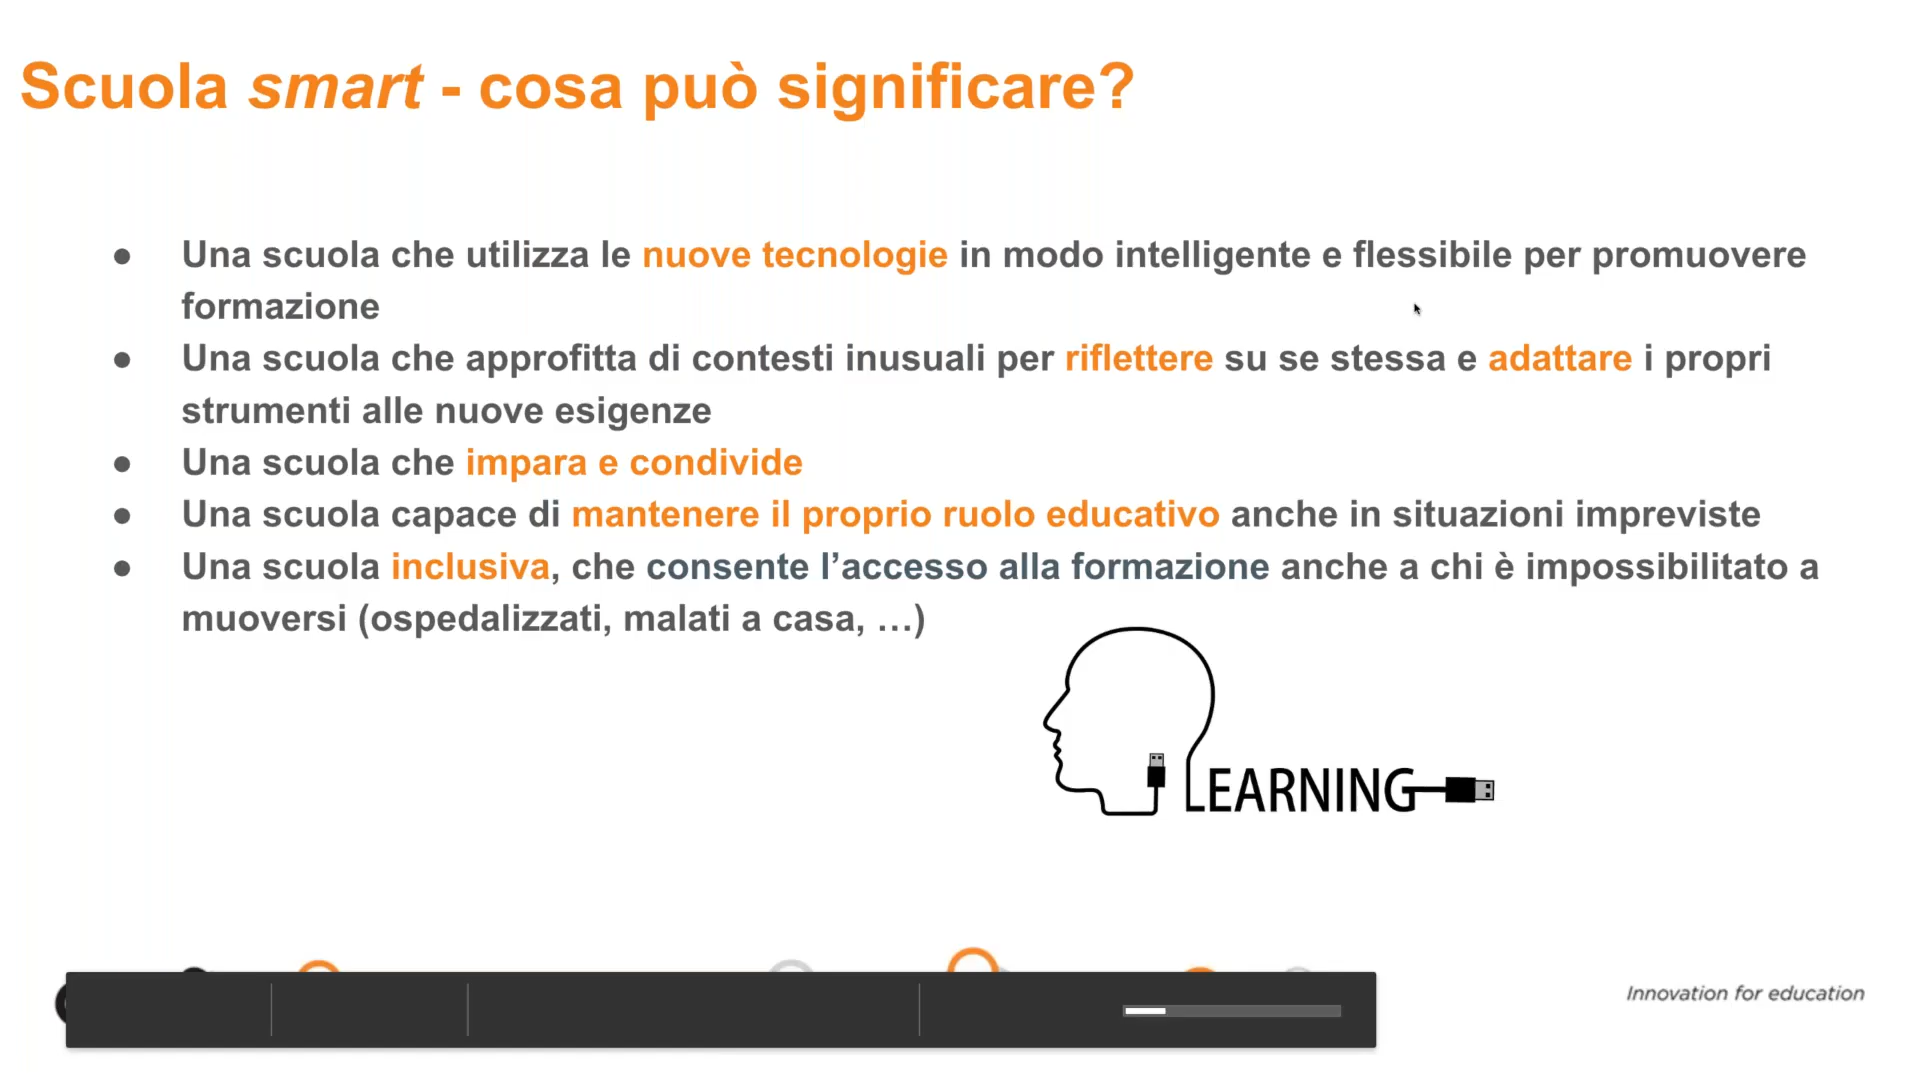 Scuola smart - cosa può significare?
● Una scuola che utilizza le nuove tecnologie in modo intelligente e flessibile per promuovere
formazione
● Una scuola che approfitta di contesti inusuali per riflettere su se stessa e adattare i propri
strumenti alle nuove esigenze
● Una scuola che impara e condivide
● Una scuola capace di mantenere il proprio ruolo educativo anche in situazioni impreviste
● Una scuola inclusiva, che consente l’accesso alla formazione anche a chi è impossibilitato a
muoversi (ospedalizzati, malati a casa, …)
LEARNING
Innovation for education